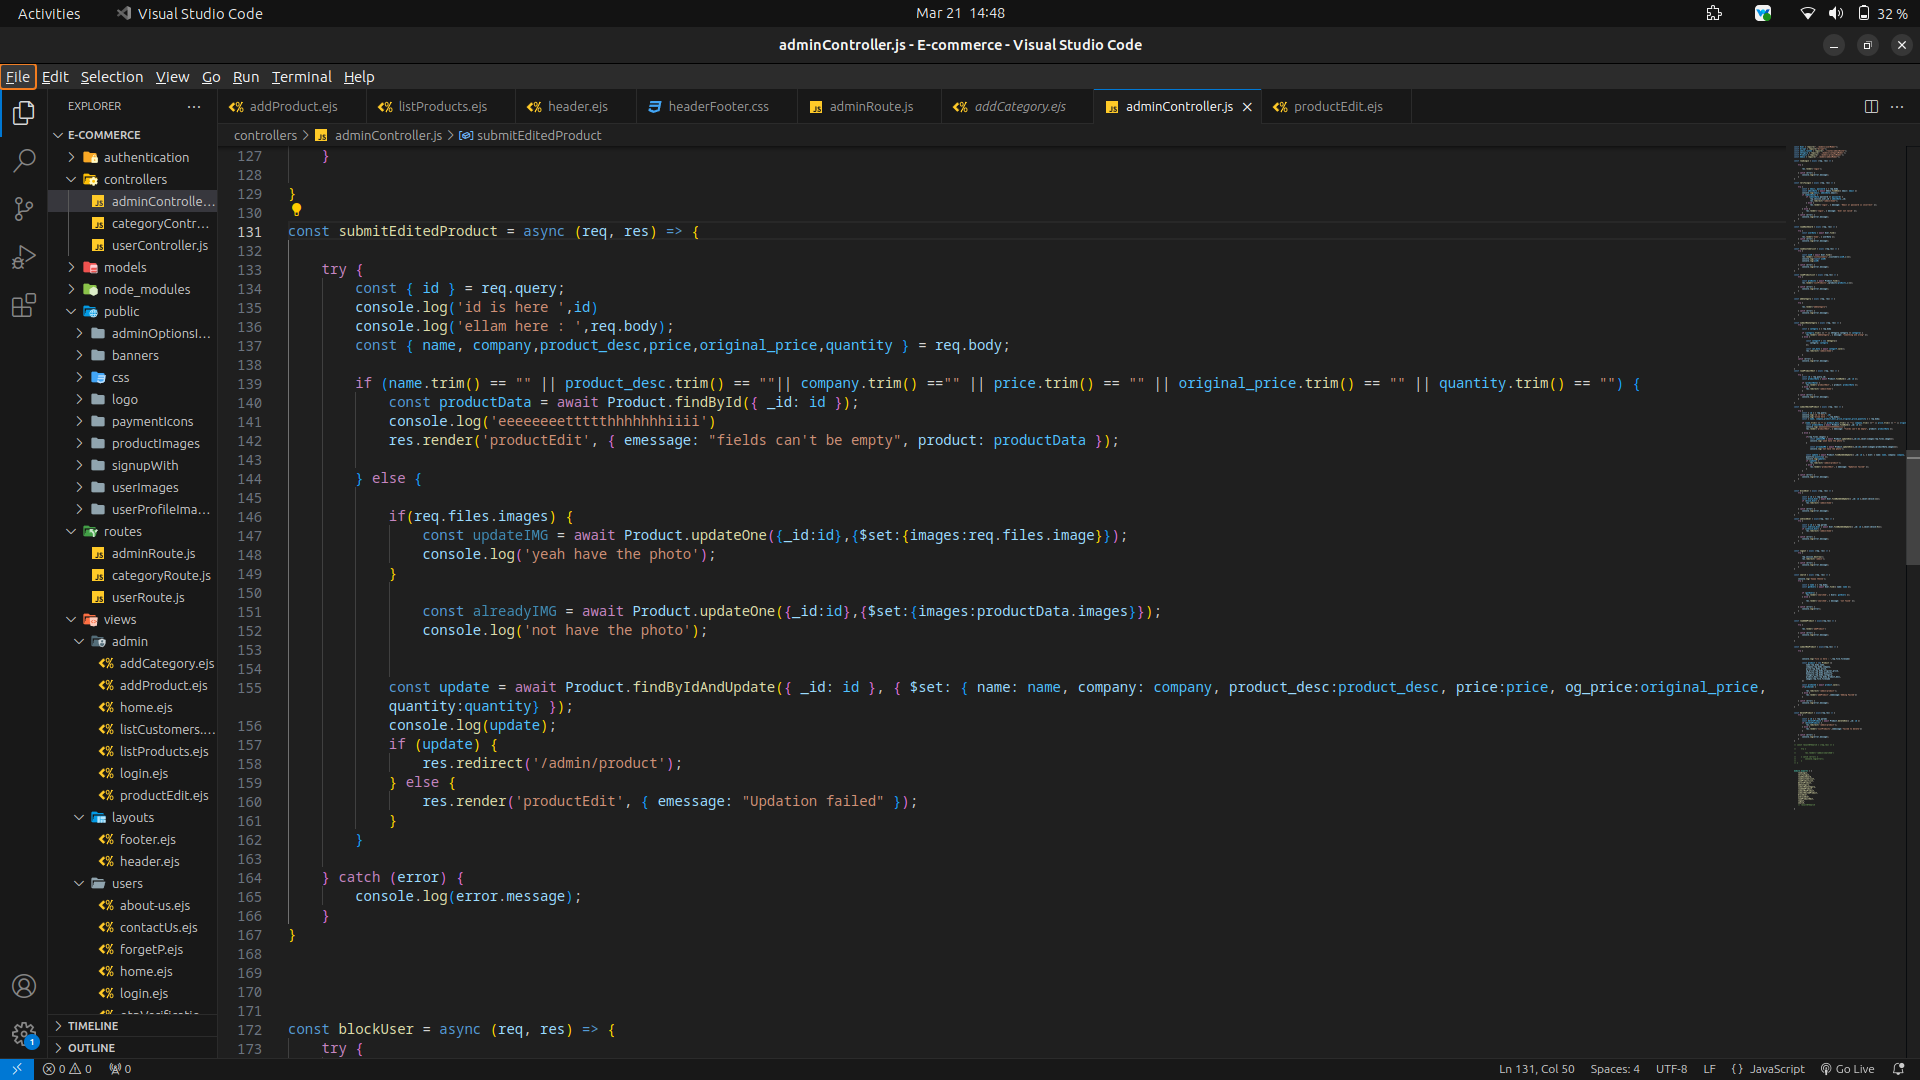 Activities
Visual Studio Code
Mar 21 14:48
32 %
adminController.js - E-commerce - Visual Studio Code
File Edit Selection View Go Run Terminal Help
EXPLORER
E-COMMERCE
authentication
controllers
adminControlle...
categoryContr...
userController.js
models
node_modules
public
adminOptionsI...
banners
css
logo
paymentIcons
productImages
signupWith
userImages
userProfileIma...
routes
adminRoute.js
categoryRoute.js
userRoute.js
views
admin
addCategory.ejs
addProduct.ejs
home.ejs
listCustomers....
listProducts.ejs
login.ejs
productEdit.ejs
layouts
footer.ejs
header.ejs
users
about-us.ejs
contactUs.ejs
forgetP.ejs
home.ejs
login.ejs
TIMELINE
OUTLINE
addProduct.ejs listProducts.ejs header.ejs headerFooter.css adminRoute.js addCategory.ejs adminController.js productEdit.ejs
controllers > adminController.js > submitEditedProduct
127 }
128
129 }
130
131 const submitEditedProduct = async (req, res) => {
132
133 try {
134 const { id } = req.query;
135 console.log('id is here ',id)
136 console.log('ellam here : ',req.body);
137 const { name, company,product_desc,price,original_price,quantity } = req.body;
138
139 if (name.trim() == "" || product_desc.trim() == ""|| company.trim() =="" || price.trim() == "" || original_price.trim() == "" || quantity.trim() == "") {
140 const productData = await Product.findById({ _id: id });
141 console.log('eeeeeeeettttthhhhhhhiiii')
142 res.render('productEdit', { emessage: "fields can't be empty", product: productData });
143
144 } else {
145
146 if(req.files.images) {
147 const updateIMG = await Product.updateOne({_id:id},{$set:{images:req.files.image}});
148 console.log('yeah have the photo');
149 }
150
151 const alreadyIMG = await Product.updateOne({_id:id},{$set:{images:productData.images}});
152 console.log('not have the photo');
153
154
155 const update = await Product.findByIdAndUpdate({ _id: id }, { $set: { name: name, company: company, product_desc:product_desc, price:price, og_price:original_price,
quantity:quantity} });
156 console.log(update);
157 if (update) {
158 res.redirect('/admin/product');
159 } else {
160 res.render('productEdit', { emessage: "Updation failed" });
161 }
162 }
163
164 } catch (error) {
165 console.log(error.message);
166 }
167 }
168
169
170
171
172 const blockUser = async (req, res) => {
173 try {
1
0 0 0
Ln 131, Col 50 Spaces: 4 UTF-8 LF {} JavaScript Go Live